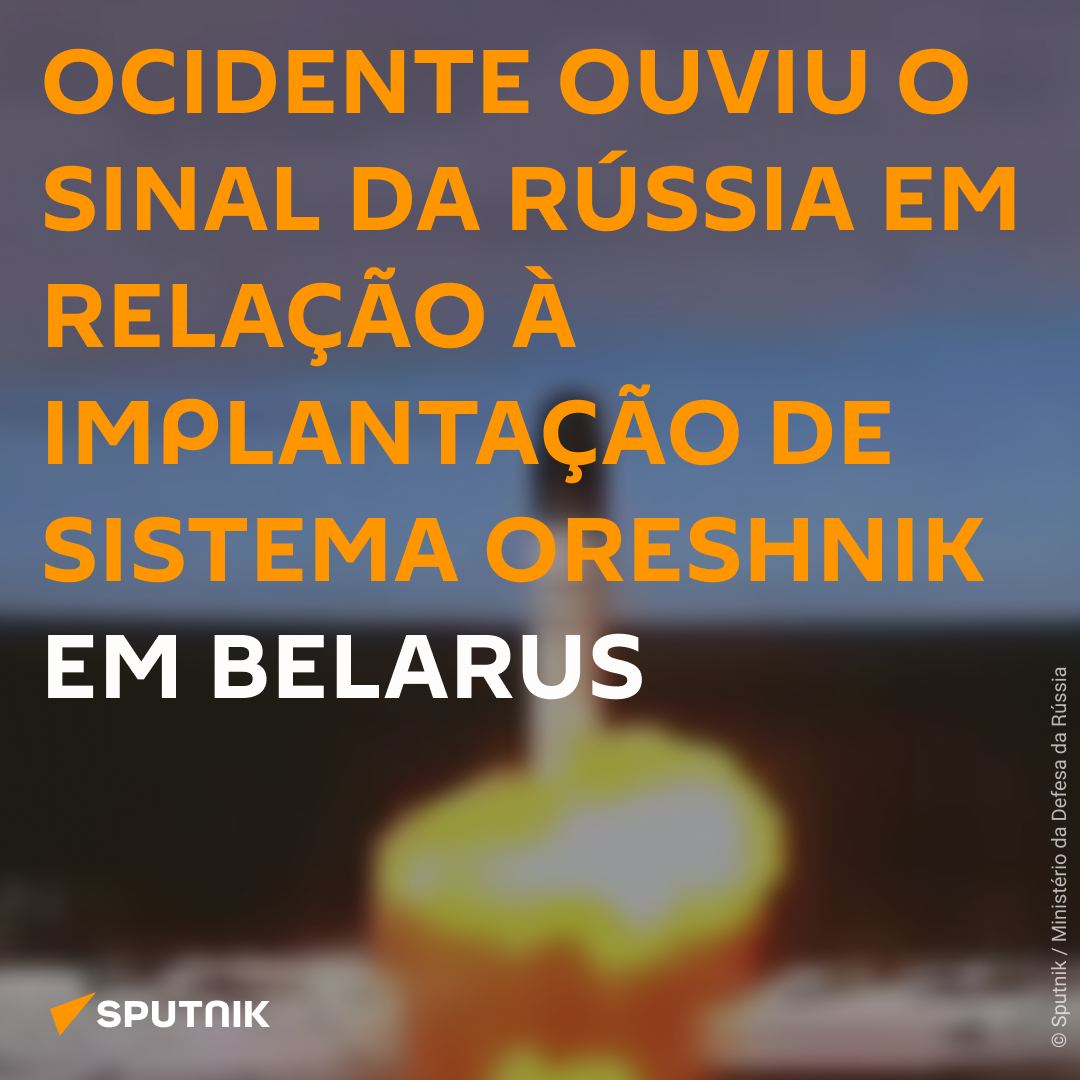 OCIDENTE OUVIU O
SINAL DA RÚSSIA EM
RELAÇÃO À
IMPLANTAÇÃO DE
SISTEMA ORESHNIK
EM BELARUS
© Sputnik / Ministério da Defesa da Rússia
SPUTNIK